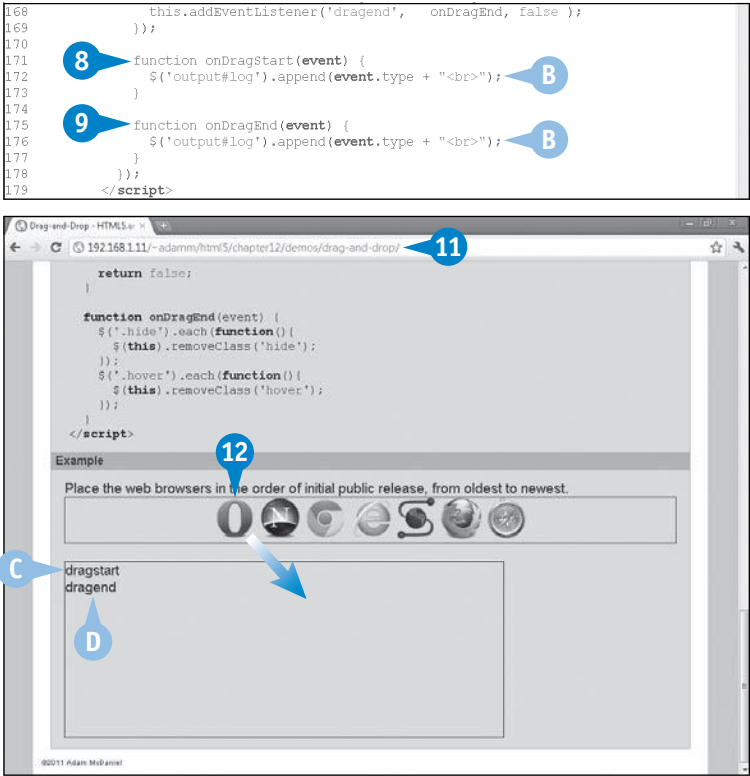 168 this.addEventListener('dragend', onDragEnd, false );
169 });
170
171 8 function onDragStart(event) {
172 $('output#log').append(event.type + "<br>"); B
173 }
174
175 9 function onDragEnd(event) {
176 $('output#log').append(event.type + "<br>"); B
177 }
178 });
179 </script>
Drag-and-Drop - HTML5.
192.168.1.11/~adamm/html5/chapter12/demos/drag-and-drop/ 11
return false;
}
function onDragEnd(event) {
$('.hide').each(function(){
$(this).removeClass('hide');
});
$('.hover').each(function(){
$(this).removeClass('hover');
});
}
</script>
12
Example
Place the web browsers in the order of initial public release, from oldest to newest.
C dragstart
dragend
D
©2011 Adam McDaniel